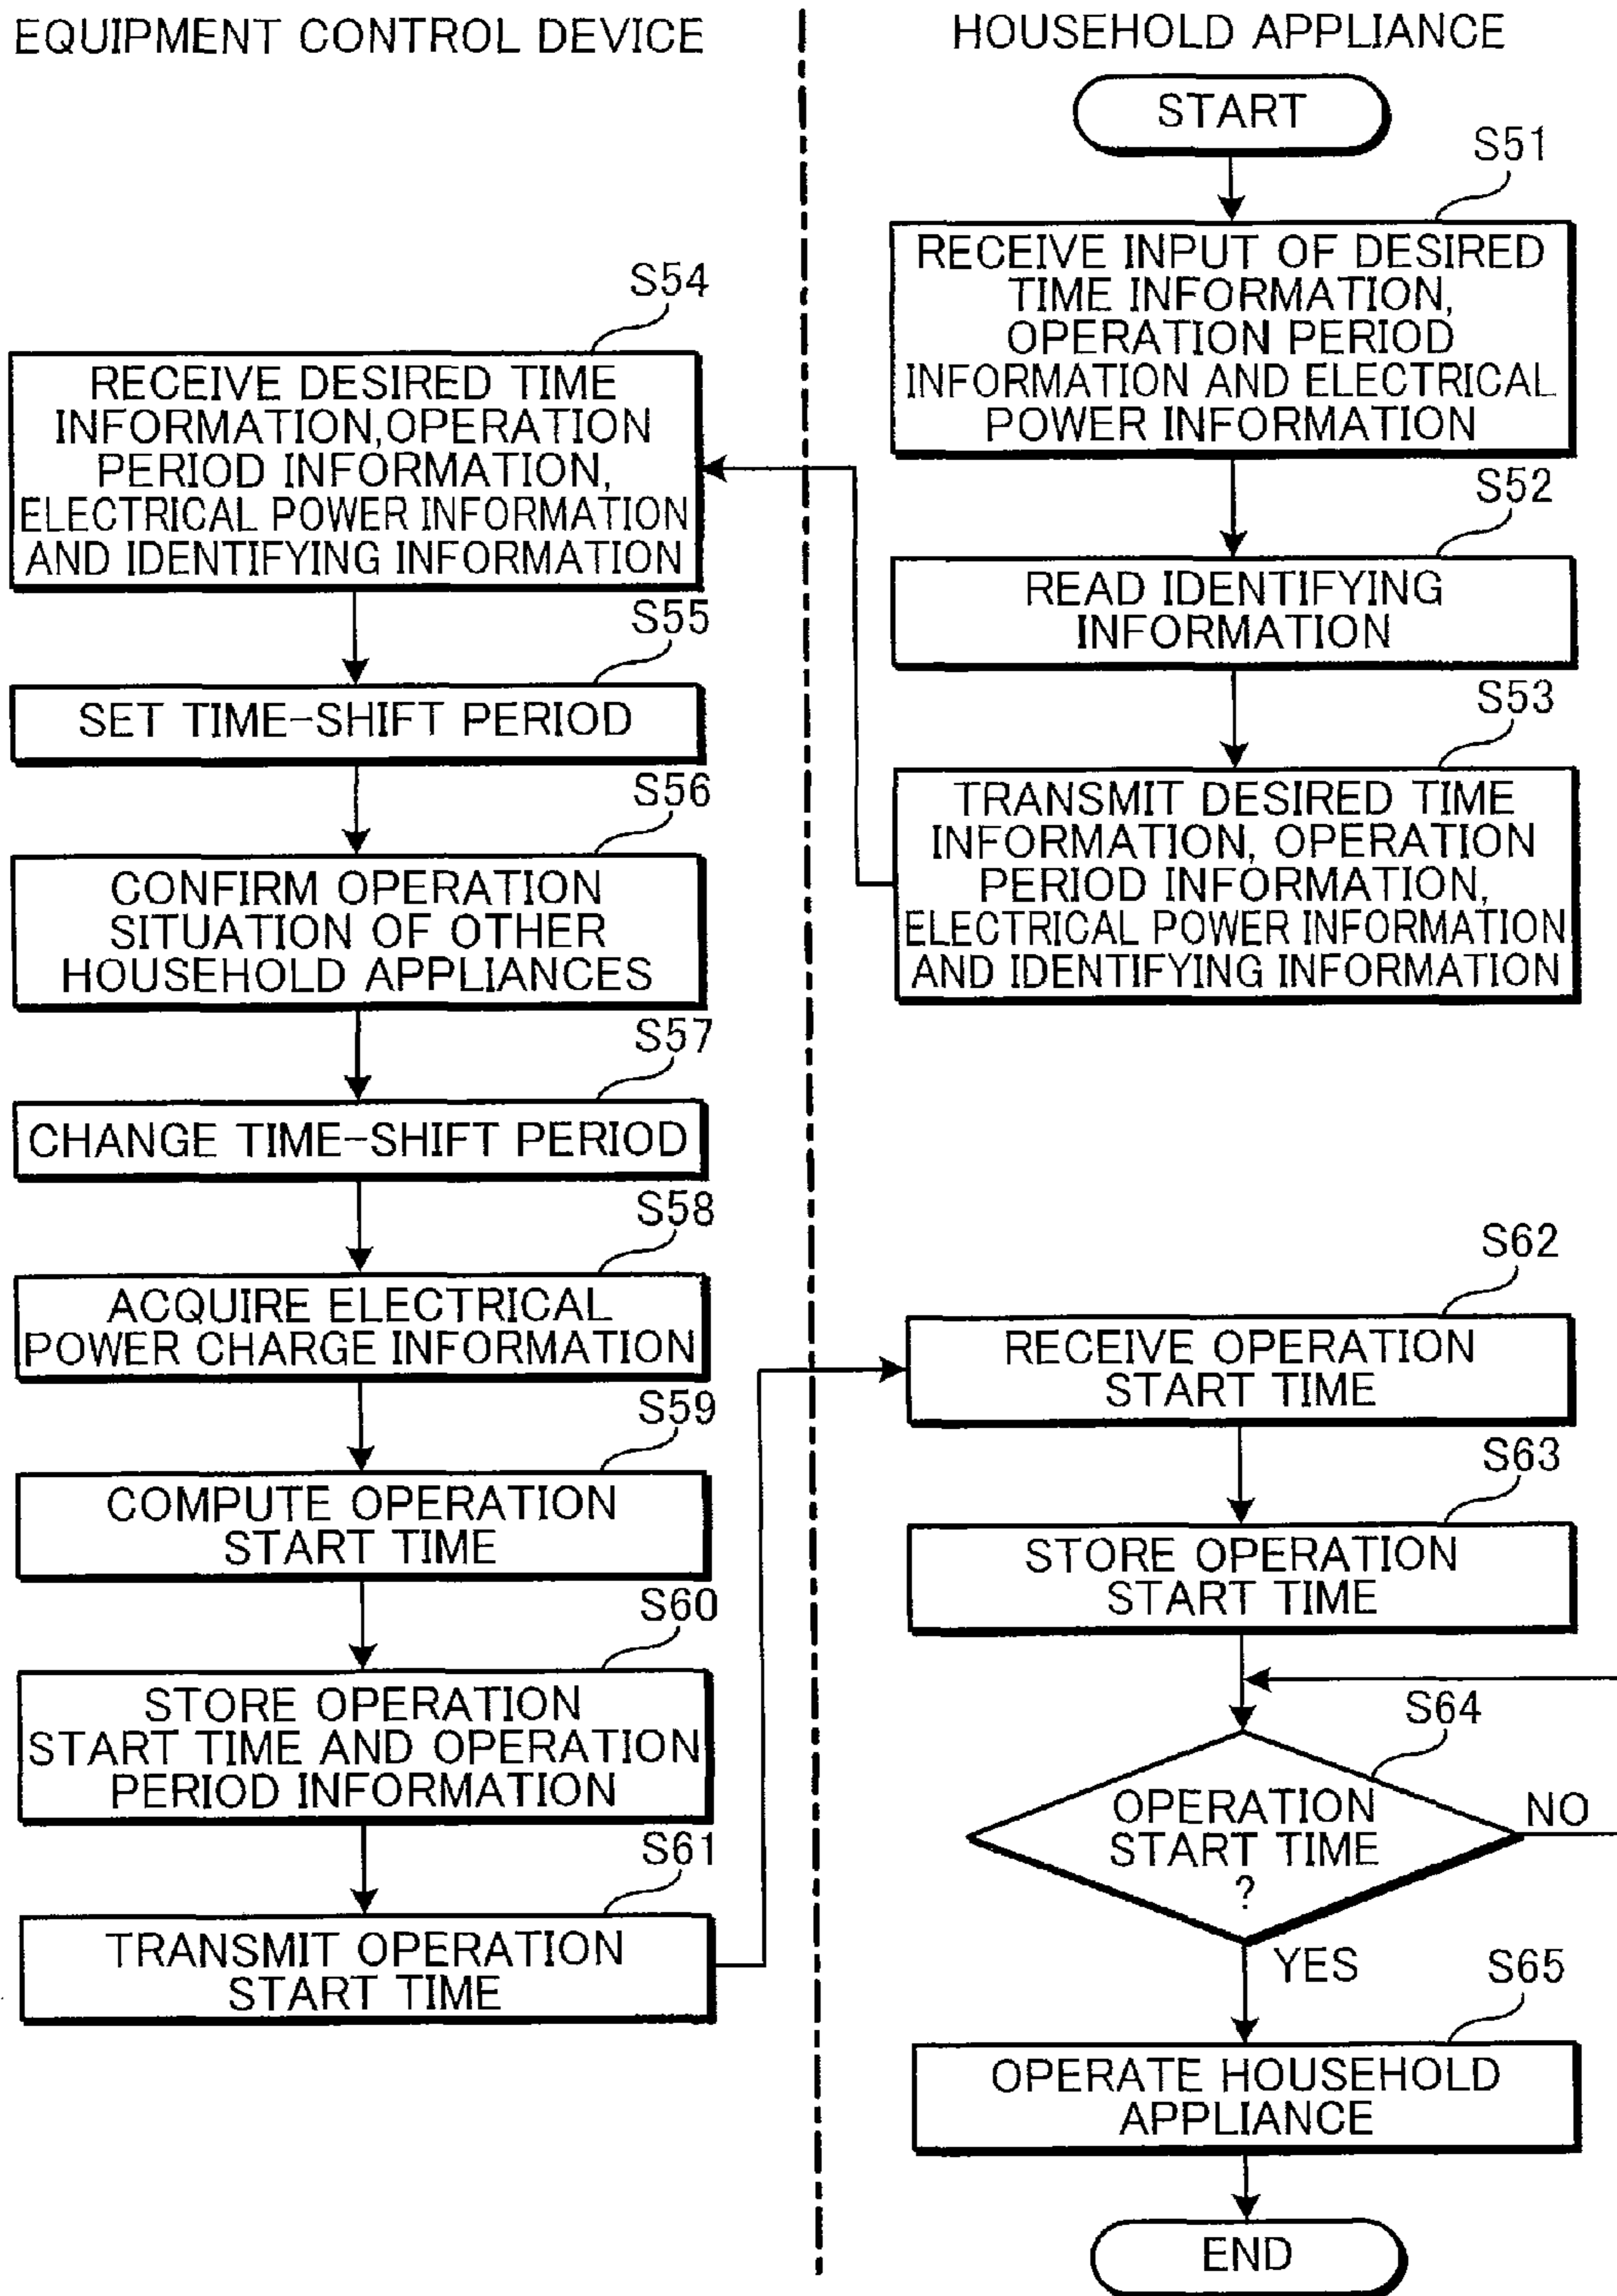 EQUIPMENT CONTROL DEVICE
HOUSEHOLD APPLIANCE
START
S51
RECEIVE INPUT OF DESIRED
TIME INFORMATION,
OPERATION PERIOD
INFORMATION AND ELECTRICAL
POWER INFORMATION
S52
READ IDENTIFYING
INFORMATION
S53
TRANSMIT DESIRED TIME
INFORMATION, OPERATION
PERIOD INFORMATION,
ELECTRICAL POWER INFORMATION
AND IDENTIFYING INFORMATION
S54
RECEIVE DESIRED TIME
INFORMATION,OPERATION
PERIOD INFORMATION,
ELECTRICAL POWER INFORMATION
AND IDENTIFYING INFORMATION
S55
SET TIME-SHIFT PERIOD
S56
CONFIRM OPERATION
SITUATION OF OTHER
HOUSEHOLD APPLIANCES
S57
CHANGE TIME-SHIFT PERIOD
S58
ACQUIRE ELECTRICAL
POWER CHARGE INFORMATION
S59
COMPUTE OPERATION
START TIME
S60
STORE OPERATION
START TIME AND OPERATION
PERIOD INFORMATION
S61
TRANSMIT OPERATION
START TIME
S62
RECEIVE OPERATION
START TIME
S63
STORE OPERATION
START TIME
S64
OPERATION
START TIME
?
NO
YES
S65
OPERATE HOUSEHOLD
APPLIANCE
END